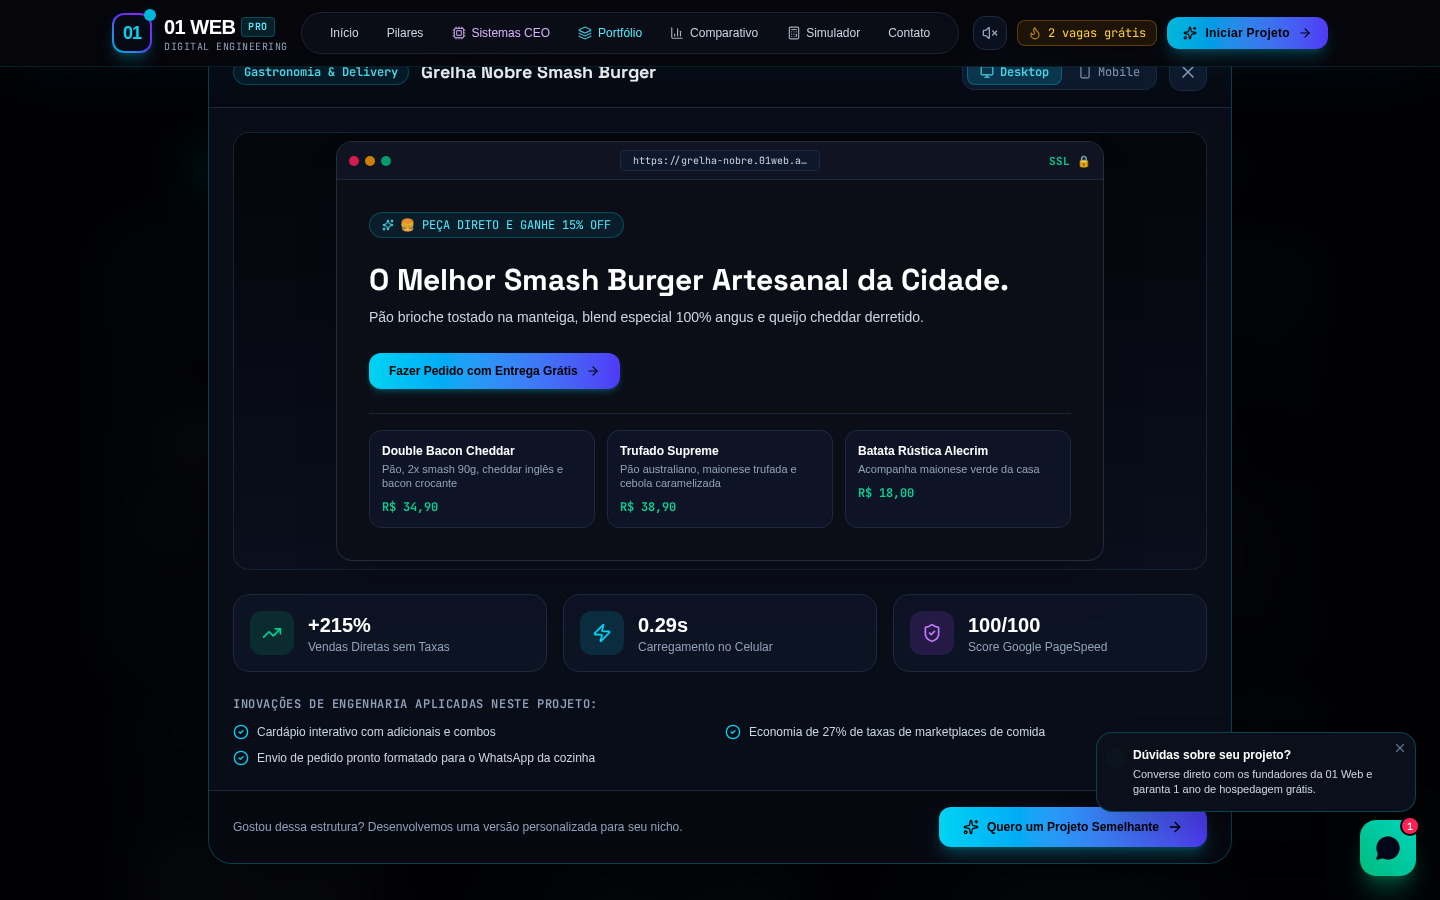 01
01 WEB PRO
DIGITAL ENGINEERING
Início
Pilares
Sistemas CEO
Portfólio
Comparativo
Simulador
Contato
2 vagas grátis
Iniciar Projeto
Gastronomia & Delivery
Grelha Nobre Smash Burger
Desktop
Mobile
https://grelha-nobre.01web.a…
SSL
PEÇA DIRETO E GANHE 15% OFF
O Melhor Smash Burger Artesanal da Cidade.
Pão brioche tostado na manteiga, blend especial 100% angus e queijo cheddar derretido.
Fazer Pedido com Entrega Grátis
Double Bacon Cheddar
Pão, 2x smash 90g, cheddar inglês e
bacon crocante
R$ 34,90
Trufado Supreme
Pão australiano, maionese trufada e
cebola caramelizada
R$ 38,90
Batata Rústica Alecrim
Acompanha maionese verde da casa
R$ 18,00
+215%
Vendas Diretas sem Taxas
0.29s
Carregamento no Celular
100/100
Score Google PageSpeed
INOVAÇÕES DE ENGENHARIA APLICADAS NESTE PROJETO:
Cardápio interativo com adicionais e combos
Economia de 27% de taxas de marketplaces de comida
Envio de pedido pronto formatado para o WhatsApp da cozinha
Dúvidas sobre seu projeto?
Converse direto com os fundadores da 01 Web e
garanta 1 ano de hospedagem grátis.
Gostou dessa estrutura? Desenvolvemos uma versão personalizada para seu nicho.
Quero um Projeto Semelhante
1